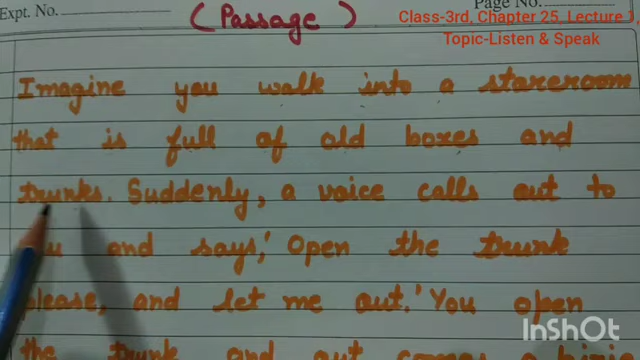 Expt. No.
Page No.
( Passage )
Class-3rd, Chapter 25, Lecture 1,
Topic-Listen & Speak
Imagine you walk into a storeroom
that is full of old boxes and
trunks. Suddenly, a voice calls out to
and says, 'Open the trunk
please, and let me out.' You open
the trunk and out comes a
InShOt